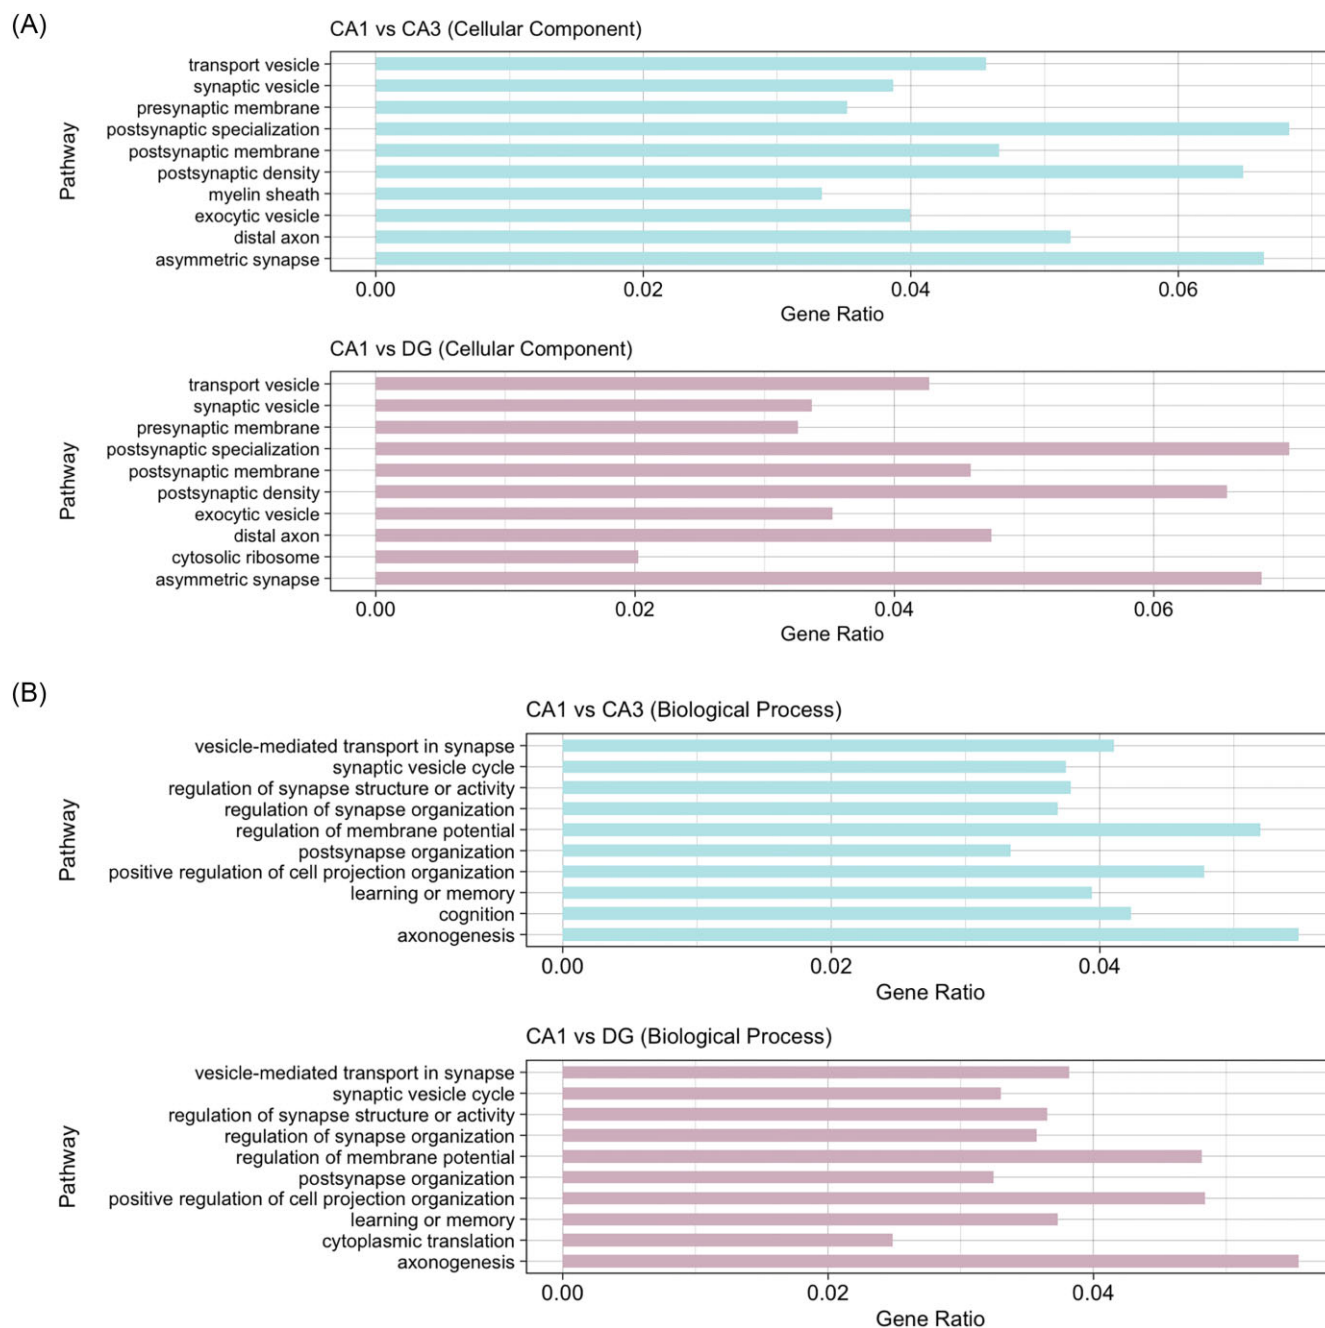 (A)
CA1 vs CA3 (Cellular Component)
Pathway
transport vesicle
synaptic vesicle
presynaptic membrane
postsynaptic specialization
postsynaptic membrane
postsynaptic density
myelin sheath
exocytic vesicle
distal axon
asymmetric synapse
0.00 0.02 0.04 0.06
Gene Ratio
CA1 vs DG (Cellular Component)
Pathway
transport vesicle
synaptic vesicle
presynaptic membrane
postsynaptic specialization
postsynaptic membrane
postsynaptic density
exocytic vesicle
distal axon
cytosolic ribosome
asymmetric synapse
0.00 0.02 0.04 0.06
Gene Ratio
(B)
CA1 vs CA3 (Biological Process)
Pathway
vesicle-mediated transport in synapse
synaptic vesicle cycle
regulation of synapse structure or activity
regulation of synapse organization
regulation of membrane potential
postsynapse organization
positive regulation of cell projection organization
learning or memory
cognition
axonogenesis
0.00 0.02 0.04
Gene Ratio
CA1 vs DG (Biological Process)
Pathway
vesicle-mediated transport in synapse
synaptic vesicle cycle
regulation of synapse structure or activity
regulation of synapse organization
regulation of membrane potential
postsynapse organization
positive regulation of cell projection organization
learning or memory
cytoplasmic translation
axonogenesis
0.00 0.02 0.04
Gene Ratio